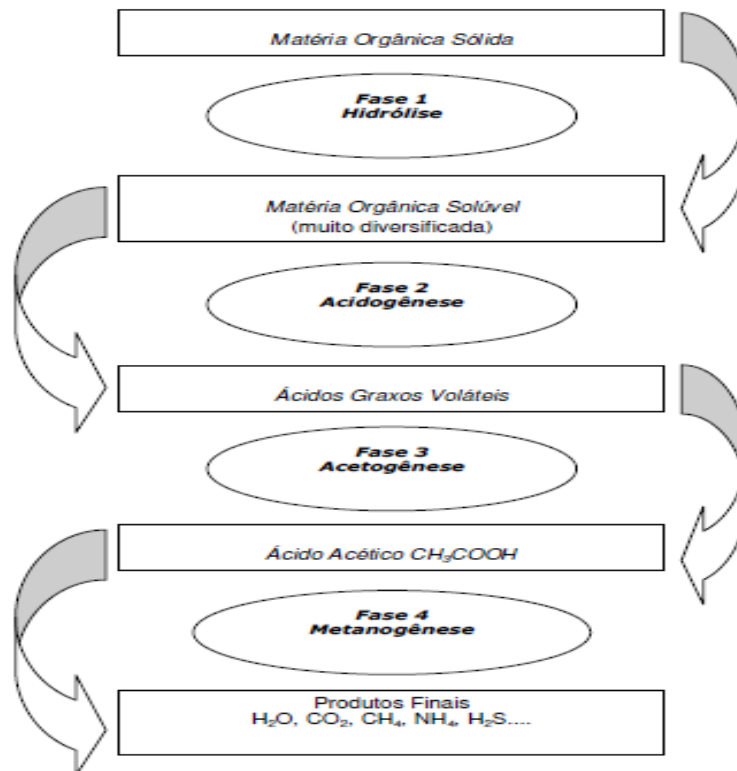 Matéria Orgânica Sólida
Fase 1
Hidrólise
Matéria Orgânica Solúvel
(muito diversificada)
Fase 2
Acidogênese
Ácidos Graxos Voláteis
Fase 3
Acetogênese
Ácido Acético CH₃COOH
Fase 4
Metanogênese
Produtos Finais
H₂O, CO₂, CH₄, NH₄, H₂S....